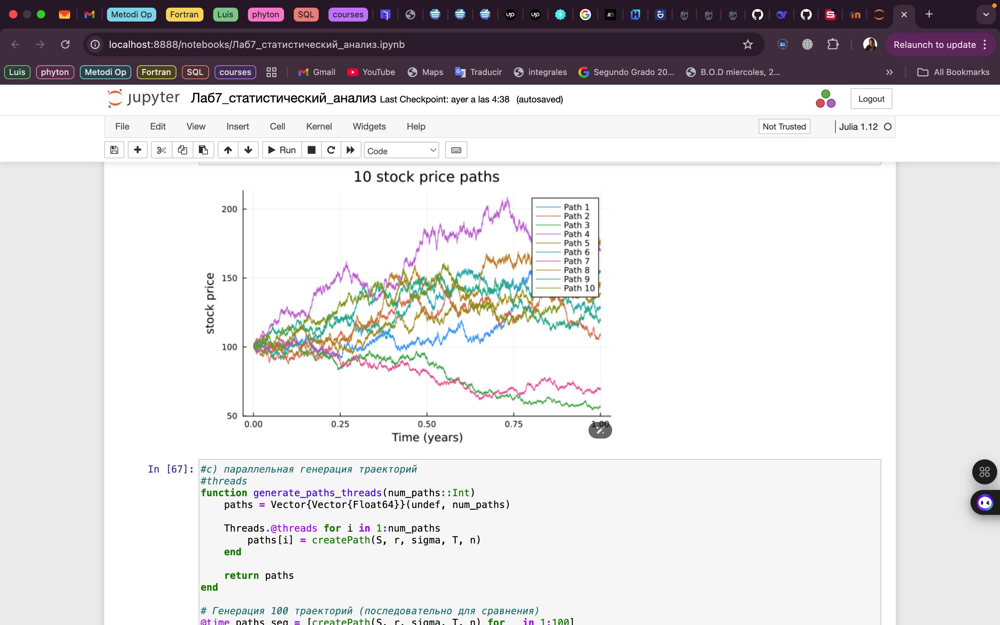 Metodi Op Fortran Luis phyton SQL courses
localhost:8888/notebooks/Лаб7_статистический_анализ.ipynb
Relaunch to update
Luis phyton Metodi Op Fortran SQL courses Gmail YouTube Maps Traducir integrales Segundo Grado 20... B.O.D miercoles, 2... All Bookmarks
jupyter Лаб7_статистический_анализ Last Checkpoint: ayer a las 4:38 (autosaved)
Logout
File Edit View Insert Cell Kernel Widgets Help
Not Trusted
Julia 1.12
Run
Code
10 stock price paths
200
150
100
50
stock price
Path 1
Path 2
Path 3
Path 4
Path 5
Path 6
Path 7
Path 8
Path 9
Path 10
0.00 0.25 0.50 0.75 1.00
Time (years)
In [67]:
#c) параллельная генерация траекторий
#threads
function generate_paths_threads(num_paths::Int)
paths = Vector{Vector{Float64}}(undef, num_paths)
Threads.@threads for i in 1:num_paths
paths[i] = createPath(S, r, sigma, T, n)
end
return paths
end
# Генерация 100 траекторий (последовательно для сравнения)
@time paths_seq = [createPath(S, r, sigma, T, n) for _ in 1:100]